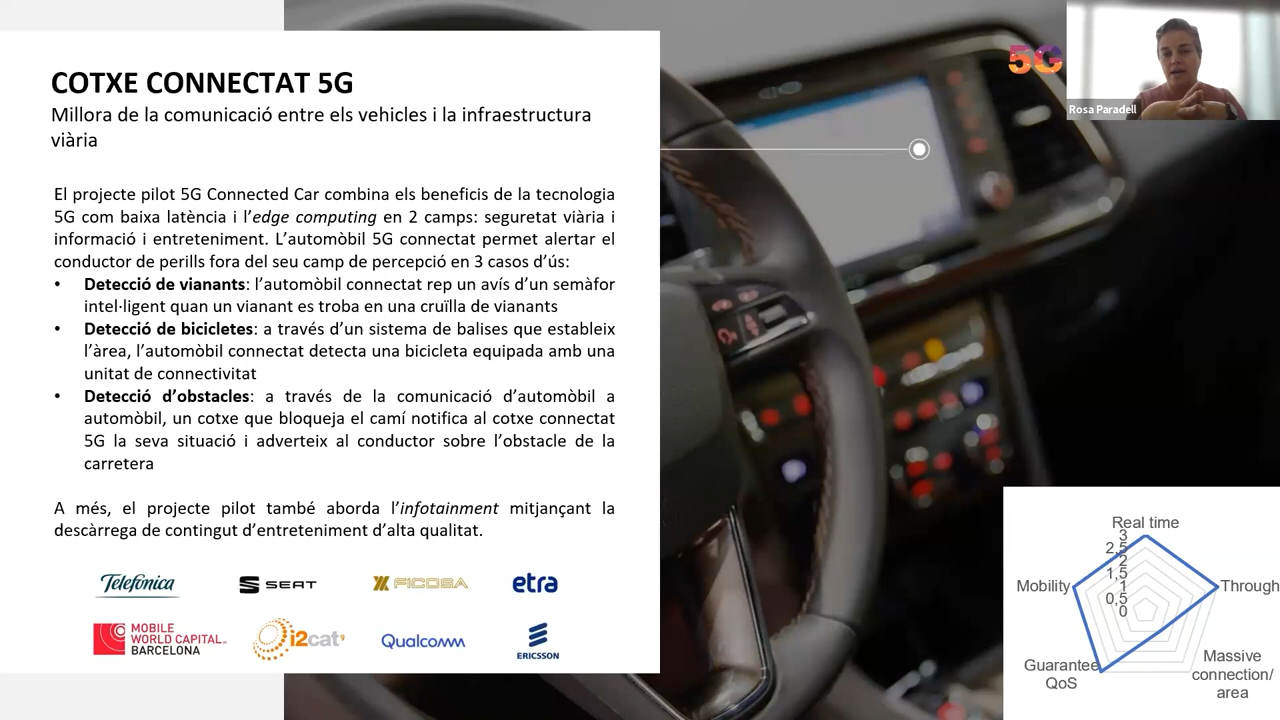 COTXE CONNECTAT 5G
Millora de la comunicació entre els vehicles i la infraestructura
viària
El projecte pilot 5G Connected Car combina els beneficis de la tecnologia
5G com baixa latència i l’edge computing en 2 camps: seguretat viària i
informació i entreteniment. L’automòbil 5G connectat permet alertar el
conductor de perills fora del seu camp de percepció en 3 casos d’ús:
• Detecció de vianants: l’automòbil connectat rep un avís d’un semàfor
intel·ligent quan un vianant es troba en una cruïlla de vianants
• Detecció de bicicletes: a través d’un sistema de balises que estableix
l’àrea, l’automòbil connectat detecta una bicicleta equipada amb una
unitat de connectivitat
• Detecció d’obstacles: a través de la comunicació d’automòbil a
automòbil, un cotxe que bloqueja el camí notifica al cotxe connectat
5G la seva situació i adverteix al conductor sobre l’obstacle de la
carretera
A més, el projecte pilot també aborda l’infotainment mitjançant la
descàrrega de contingut d’entreteniment d’alta qualitat.
Telefónica
SEAT
FICOSA
etra
MOBILE
WORLD CAPITAL
BARCELONA
i2cat
Qualcomm
ERICSSON
5G
Rosa Paradell
Real time
3
2,5
2
1,5
1
0,5
0
Mobility
Through
Guarantee
QoS
Massive
connection/
area